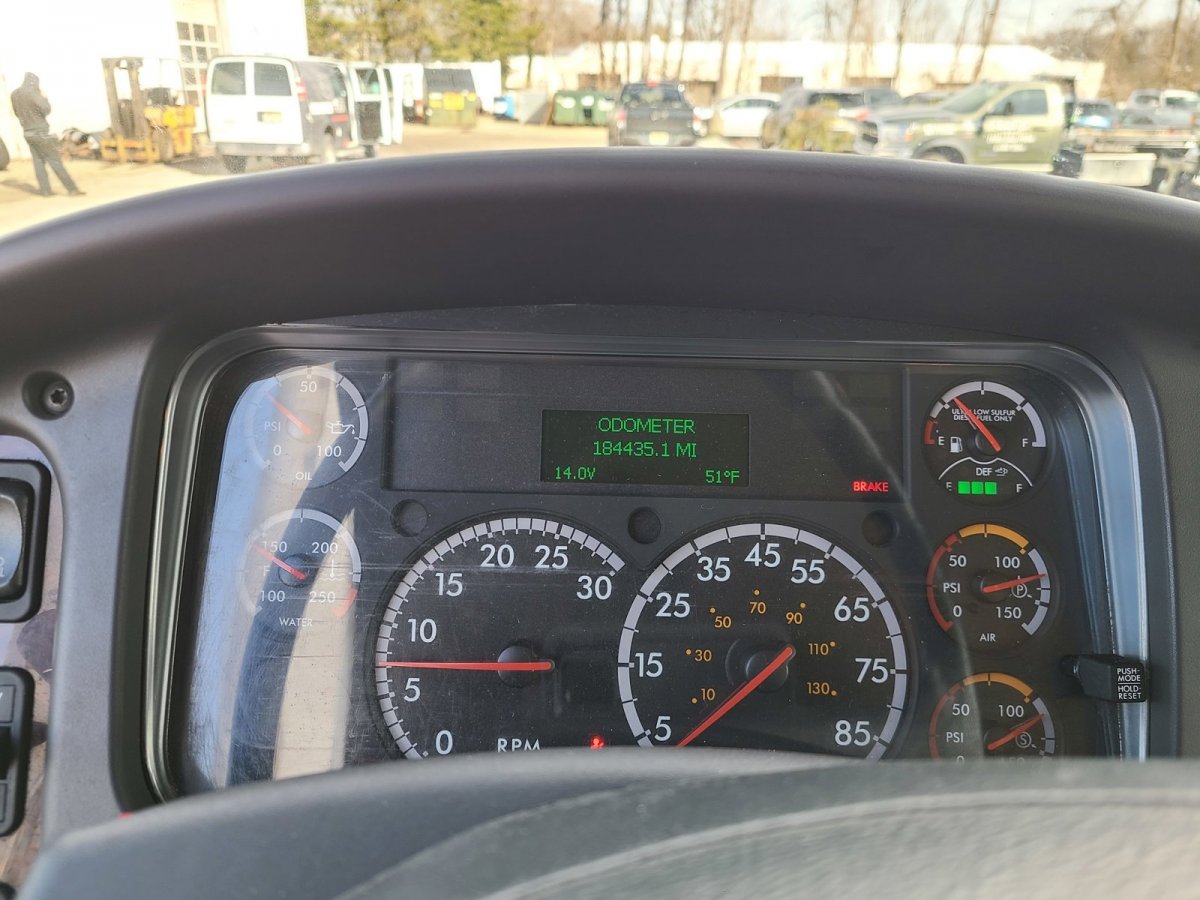 ODOMETER
184435.1 MI
14.0V 51°F
BRAKE
50
PSI
0 100
OIL
150 200
100 250
WATER
0 5 10 15 20 25 30
RPM
5 15 25 35 45 55 65 75 85
10 30 50 70 90 110 130
ULTRA LOW SULFUR
DIESEL FUEL ONLY
E F
DEF
E F
50 100
PSI P
0 150
AIR
50 100
PSI S
PUSH-
MODE
HOLD-
RESET